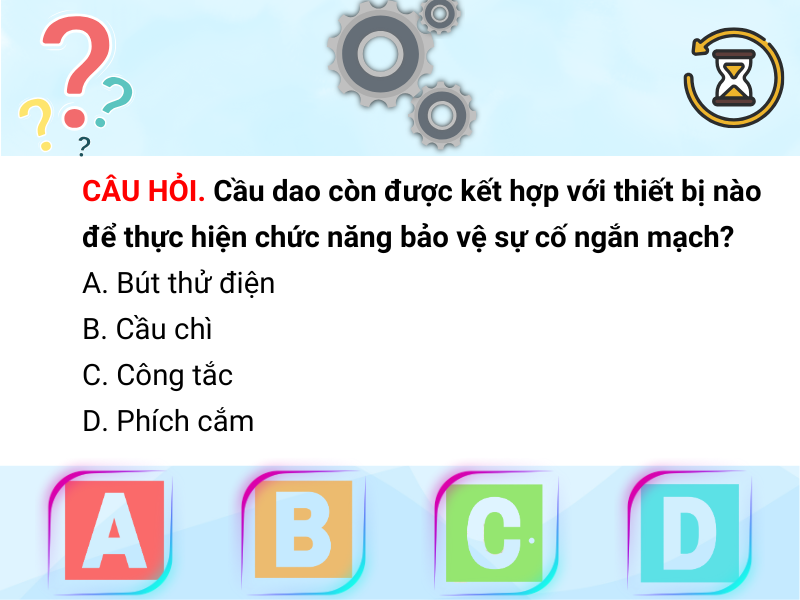 CÂU HỎI. Cầu dao còn được kết hợp với thiết bị nào
để thực hiện chức năng bảo vệ sự cố ngắn mạch?
A. Bút thử điện
B. Cầu chì
C. Công tắc
D. Phích cắm
A B C D